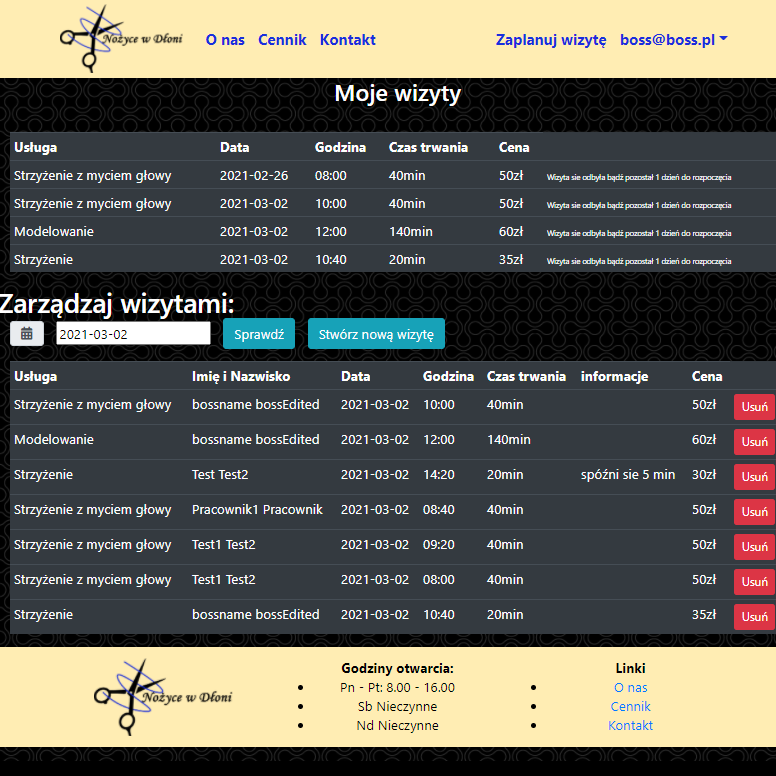 Nożyce w Dłoni O nas Cennik Kontakt Zaplanuj wizytę boss@boss.pl
Moje wizyty
Usługa Data Godzina Czas trwania Cena
Strzyżenie z myciem głowy 2021-02-26 08:00 40min 50zł Wizyta sie odbyła bądź pozostał 1 dzień do rozpoczęcia
Strzyżenie z myciem głowy 2021-03-02 10:00 40min 50zł Wizyta sie odbyła bądź pozostał 1 dzień do rozpoczęcia
Modelowanie 2021-03-02 12:00 140min 60zł Wizyta sie odbyła bądź pozostał 1 dzień do rozpoczęcia
Strzyżenie 2021-03-02 10:40 20min 35zł Wizyta sie odbyła bądź pozostał 1 dzień do rozpoczęcia
Zarządzaj wizytami:
2021-03-02 Sprawdź Stwórz nową wizytę
Usługa Imię i Nazwisko Data Godzina Czas trwania informacje Cena
Strzyżenie z myciem głowy bossname bossEdited 2021-03-02 10:00 40min 50zł Usuń
Modelowanie bossname bossEdited 2021-03-02 12:00 140min 60zł Usuń
Strzyżenie Test Test2 2021-03-02 14:20 20min spóźni sie 5 min 30zł Usuń
Strzyżenie z myciem głowy Pracownik1 Pracownik 2021-03-02 08:40 40min 50zł Usuń
Strzyżenie z myciem głowy Test1 Test2 2021-03-02 09:20 40min 50zł Usuń
Strzyżenie z myciem głowy Test1 Test2 2021-03-02 08:00 40min 50zł Usuń
Strzyżenie bossname bossEdited 2021-03-02 10:40 20min 35zł Usuń
Nożyce w Dłoni
Godziny otwarcia:
Pn - Pt: 8.00 - 16.00
Sb Nieczynne
Nd Nieczynne
Linki
O nas
Cennik
Kontakt